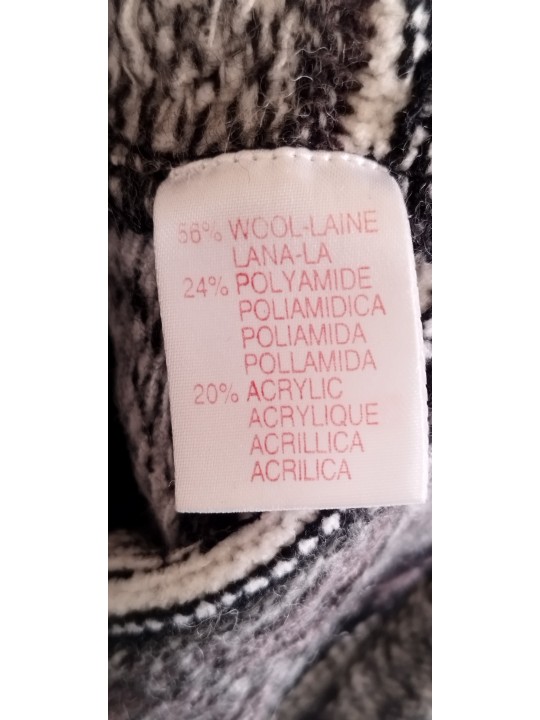 56% WOOL-LAINE
LANA-LA
24% POLYAMIDE
POLIAMIDICA
POLIAMIDA
POLLAMIDA
20% ACRYLIC
ACRYLIQUE
ACRILLICA
ACRILICA